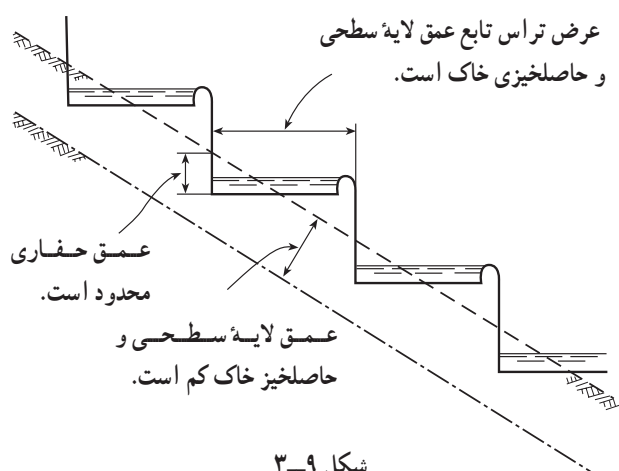 عرض تراس تابع عمق لایهٔ سطحی
و حاصلخیزی خاک است.
عمق حفاری
محدود است.
عمق لایهٔ سطحی و
حاصلخیز خاک کم است.
شکل ۹ــ۳